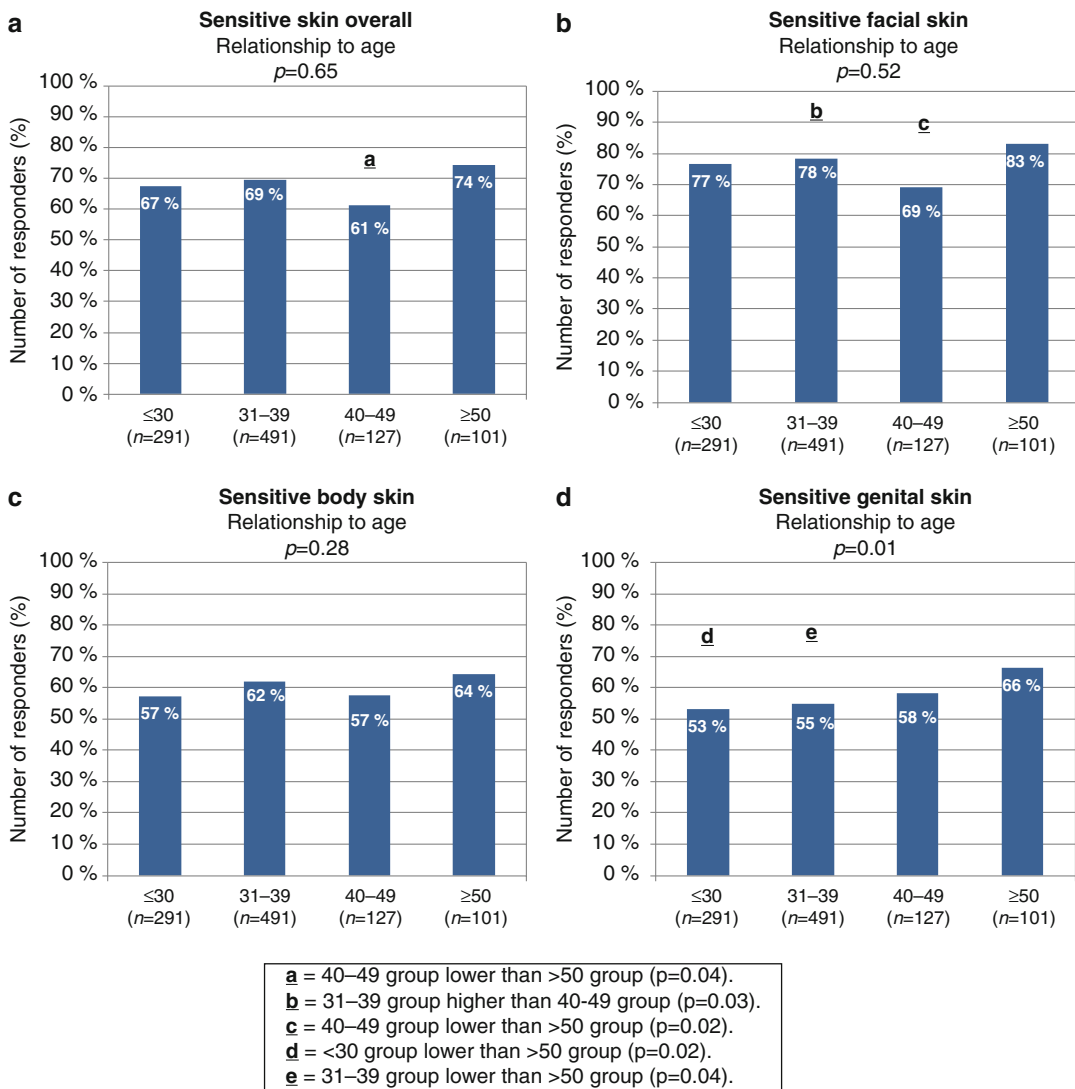 a
Sensitive skin overall
Relationship to age
p=0.65
Number of responders (%)
100 %
90 %
80 %
70 %
60 %
50 %
40 %
30 %
20 %
10 %
0 %
a
67 %
69 %
61 %
74 %
≤30 31–39 40–49 ≥50
(n=291) (n=491) (n=127) (n=101)
b
Sensitive facial skin
Relationship to age
p=0.52
Number of responders (%)
100 %
90 %
80 %
70 %
60 %
50 %
40 %
30 %
20 %
10 %
0 %
b
c
77 %
78 %
69 %
83 %
≤30 31–39 40–49 ≥50
(n=291) (n=491) (n=127) (n=101)
c
Sensitive body skin
Relationship to age
p=0.28
Number of responders (%)
100 %
90 %
80 %
70 %
60 %
50 %
40 %
30 %
20 %
10 %
0 %
57 %
62 %
57 %
64 %
≤30 31–39 40–49 ≥50
(n=291) (n=491) (n=127) (n=101)
d
Sensitive genital skin
Relationship to age
p=0.01
Number of responders (%)
100 %
90 %
80 %
70 %
60 %
50 %
40 %
30 %
20 %
10 %
0 %
d
e
53 %
55 %
58 %
66 %
≤30 31–39 40–49 ≥50
(n=291) (n=491) (n=127) (n=101)
a = 40–49 group lower than >50 group (p=0.04).
b = 31–39 group higher than 40-49 group (p=0.03).
c = 40–49 group lower than >50 group (p=0.02).
d = <30 group lower than >50 group (p=0.02).
e = 31–39 group lower than >50 group (p=0.04).